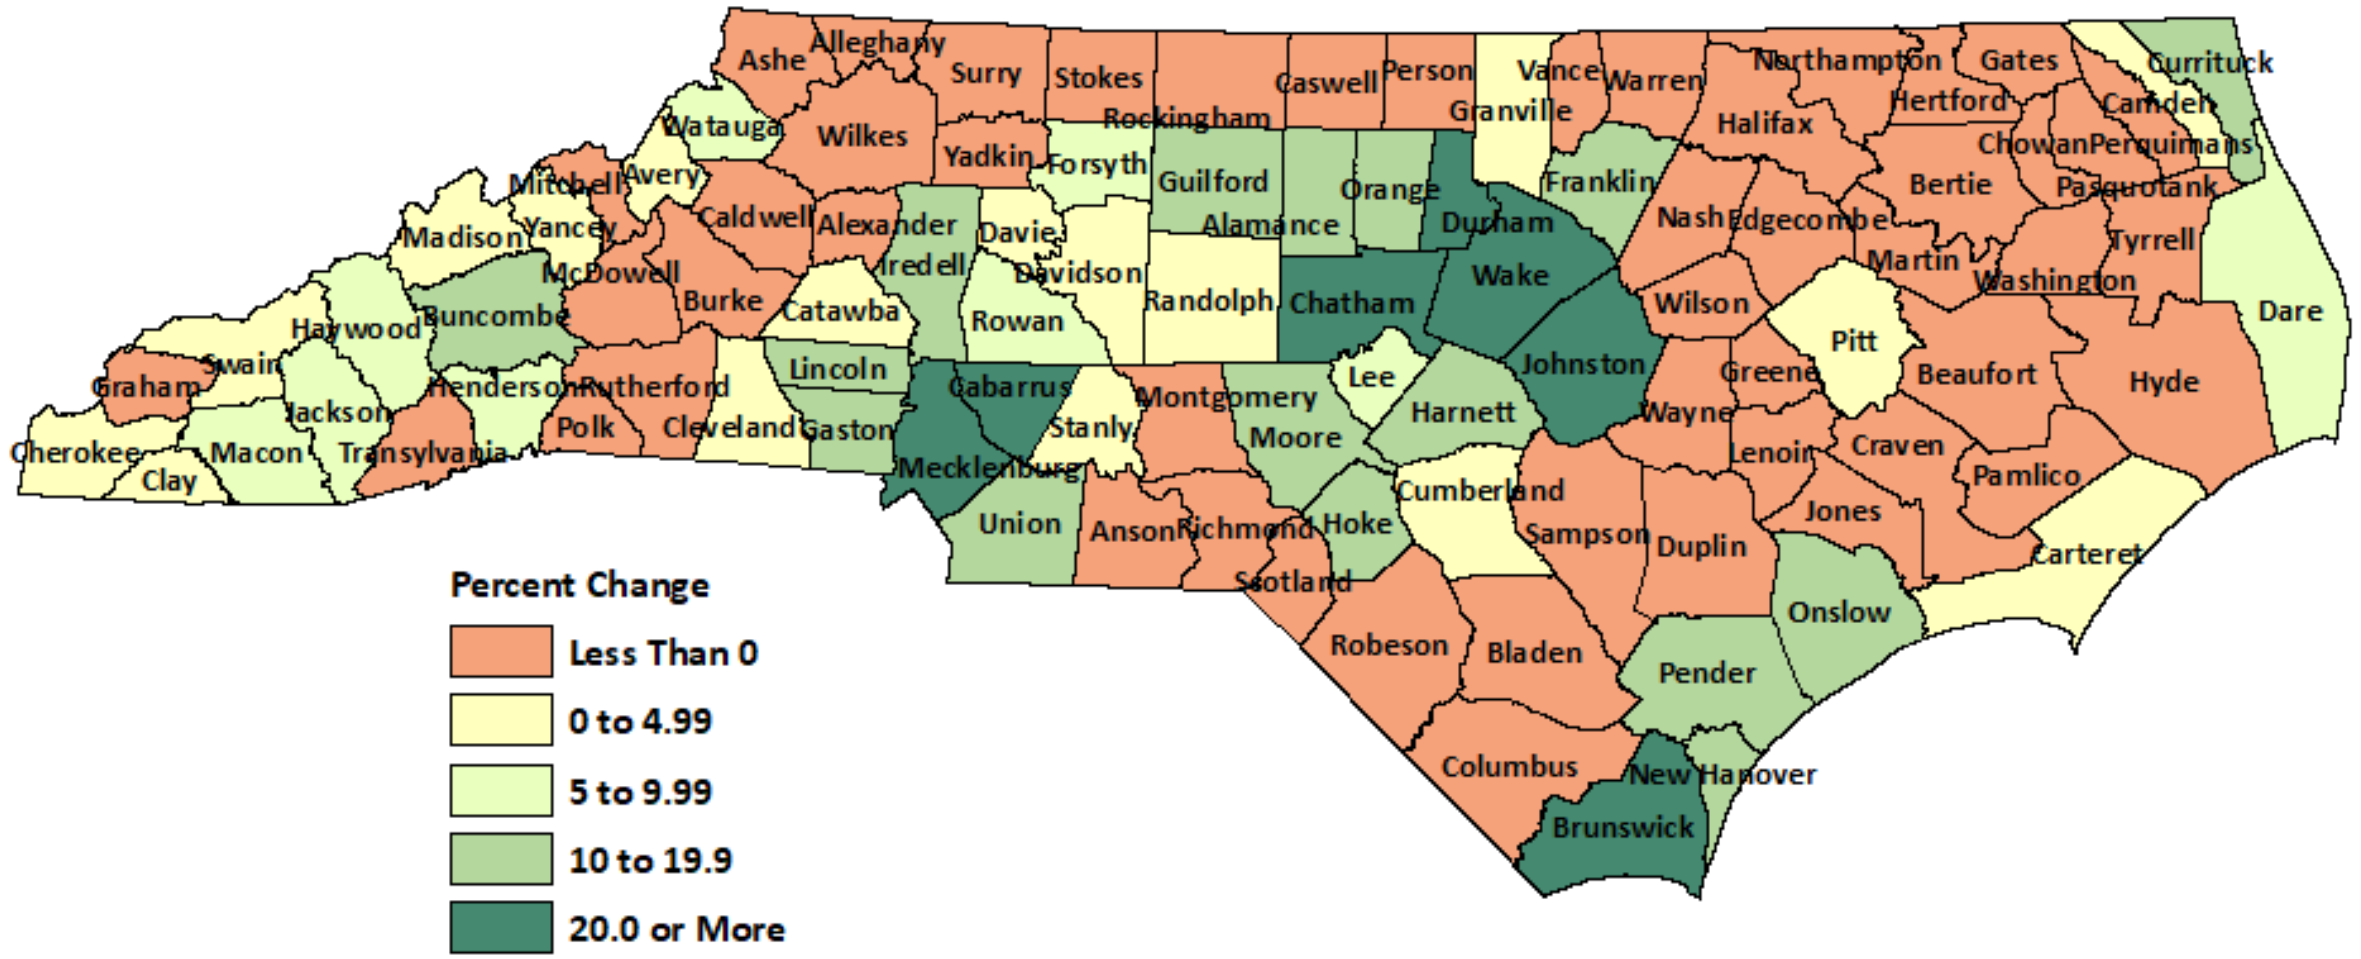 Ashe
Alleghany
Surry
Stokes
Rockingham
Caswell
Person
Granville
Vance
Warren
Northampton
Gates
Currituck
Camden
Hertford
Halifax
Watauga
Wilkes
Yadkin
Forsyth
Guilford
Alamance
Orange
Durham
Franklin
Nash
Edgecombe
Bertie
Chowan
Perquimans
Pasquotank
Mitchell
Avery
Yancey
Madison
Caldwell
Alexander
Iredell
Davie
Davidson
Randolph
Chatham
Wake
Wilson
Martin
Washington
Tyrrell
Dare
McDowell
Burke
Catawba
Rowan
Buncombe
Haywood
Swain
Graham
Jackson
Henderson
Rutherford
Polk
Cleveland
Lincoln
Gaston
Cabarrus
Stanly
Montgomery
Moore
Lee
Harnett
Johnston
Wayne
Greene
Pitt
Beaufort
Hyde
Cherokee
Clay
Macon
Transylvania
Mecklenburg
Union
Anson
Richmond
Scotland
Hoke
Cumberland
Sampson
Duplin
Lenoir
Craven
Jones
Pamlico
Carteret
Onslow
Robeson
Bladen
Pender
Columbus
New Hanover
Brunswick
Percent Change
Less Than 0
0 to 4.99
5 to 9.99
10 to 19.9
20.0 or More